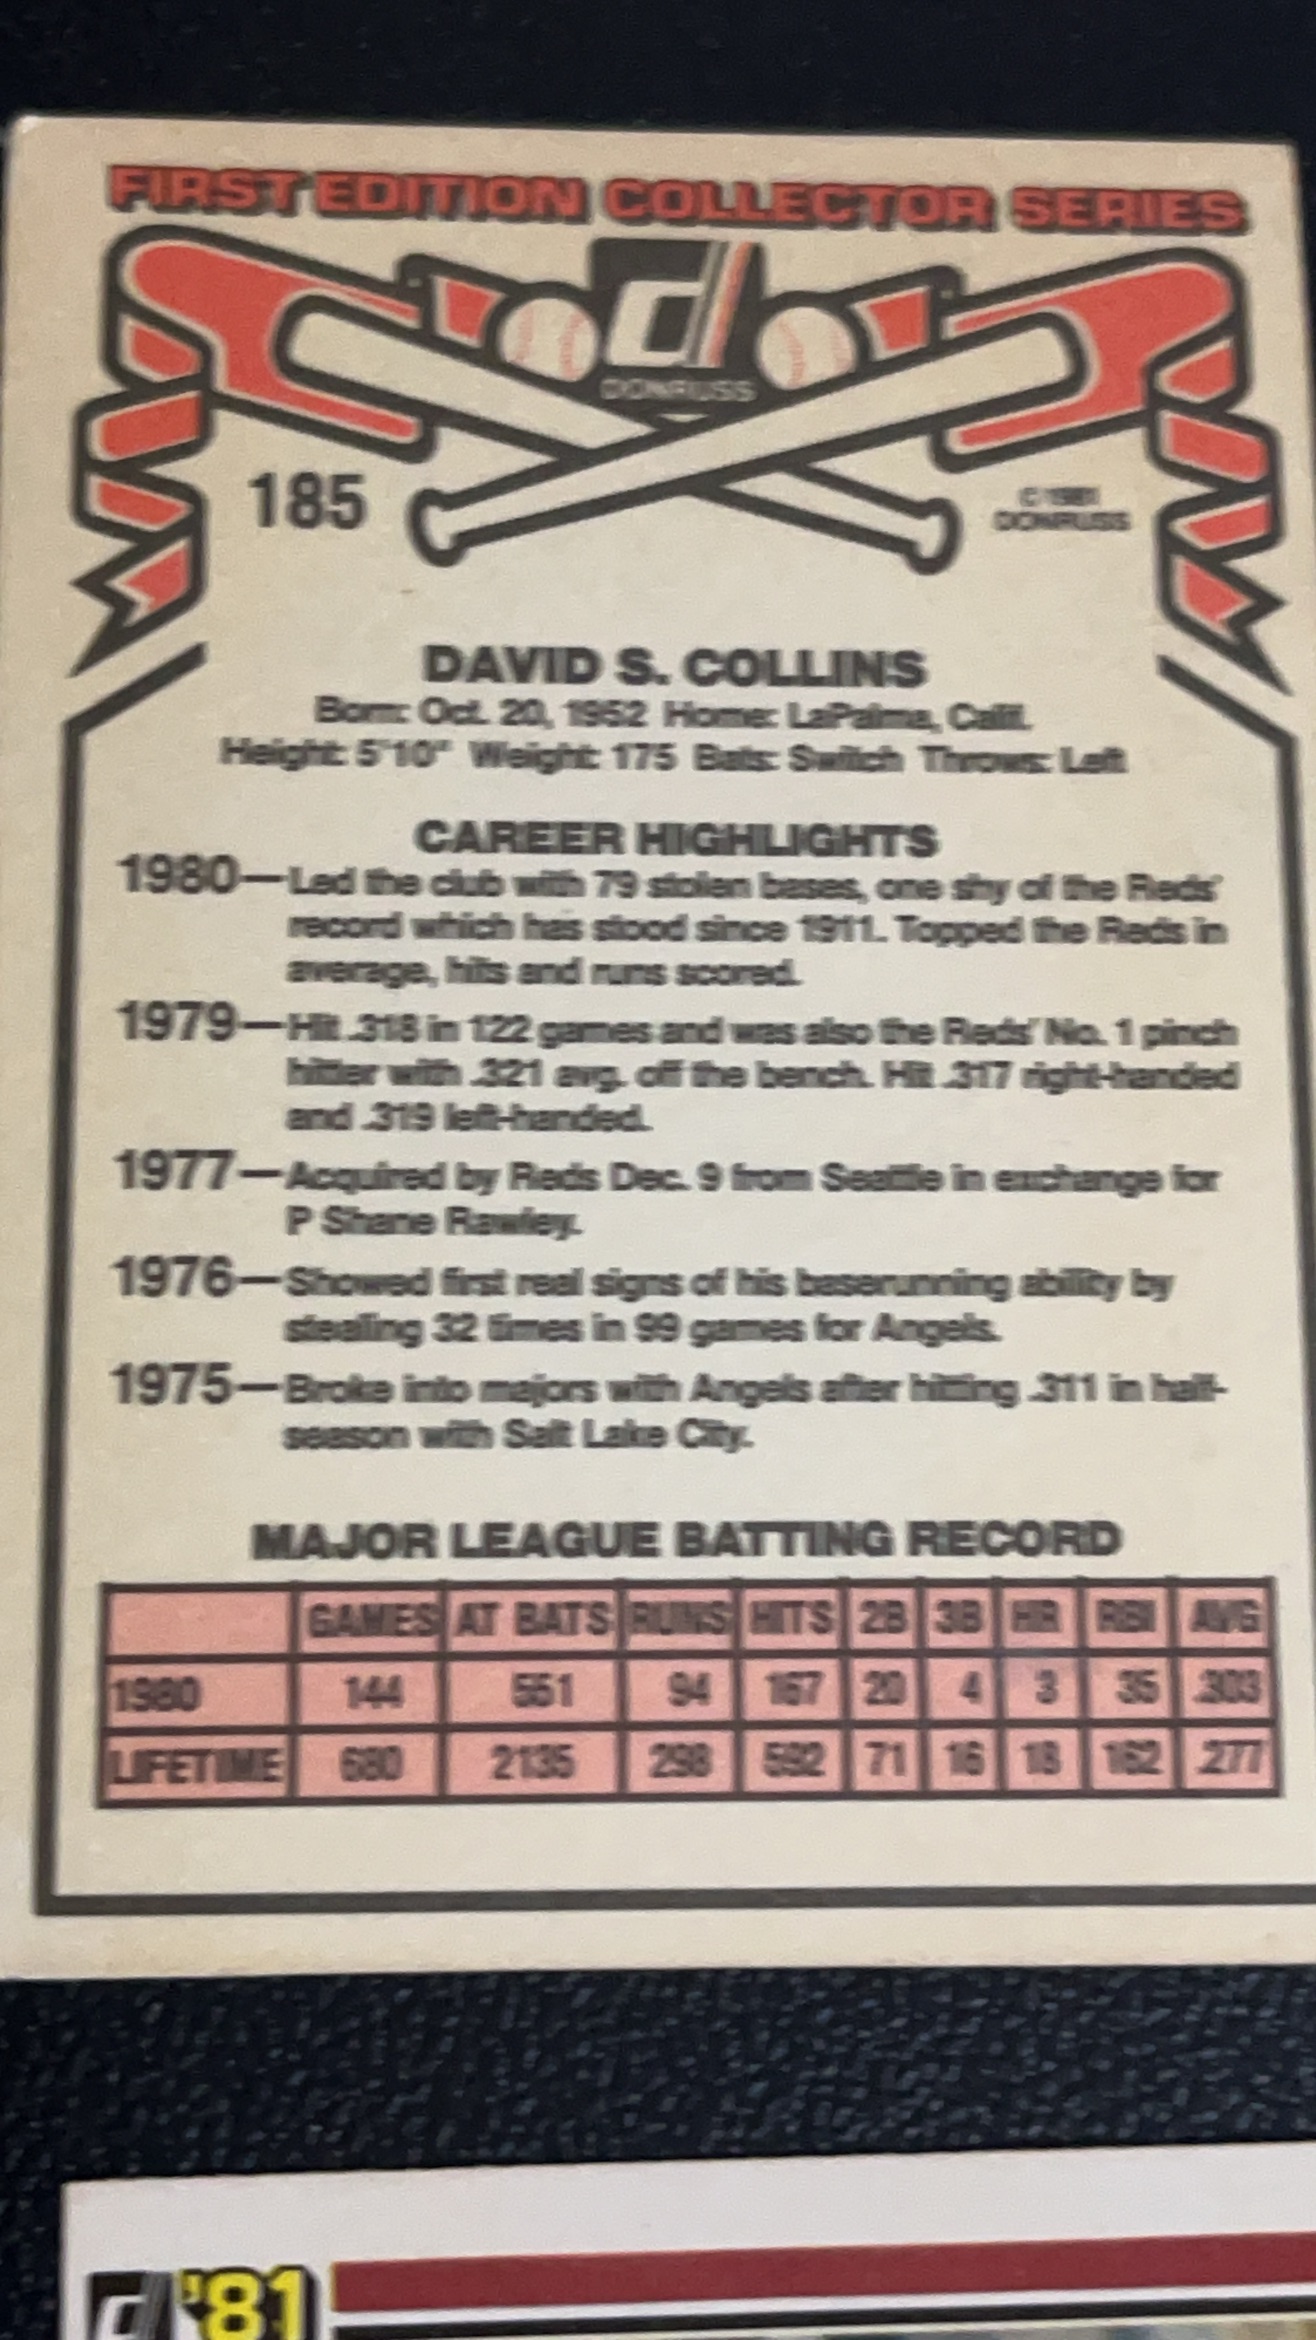 FIRST EDITION COLLECTOR SERIES
d
DONRUSS
185
© 1981
DONRUSS
DAVID S. COLLINS
Born: Oct. 20, 1952 Home: LaPalma, Calif.
Height: 5'10" Weight: 175 Bats: Switch Throws: Left
CAREER HIGHLIGHTS
1980—Led the club with 79 stolen bases, one shy of the Reds'
record which has stood since 1911. Topped the Reds in
average, hits and runs scored.
1979—Hit .318 in 122 games and was also the Reds' No. 1 pinch
hitter with .321 avg. off the bench. Hit .317 right-handed
and .319 left-handed.
1977—Acquired by Reds Dec. 9 from Seattle in exchange for
P Shane Rawley.
1976—Showed first real signs of his baserunning ability by
stealing 32 times in 99 games for Angels.
1975—Broke into majors with Angels after hitting .311 in half-
season with Salt Lake City.
MAJOR LEAGUE BATTING RECORD
GAMES AT BATS RUNS HITS 2B 3B HR RBI AVG
1980 144 551 94 167 20 4 3 35 .303
LIFETIME 680 2135 298 592 71 16 18 162 .277
d '81